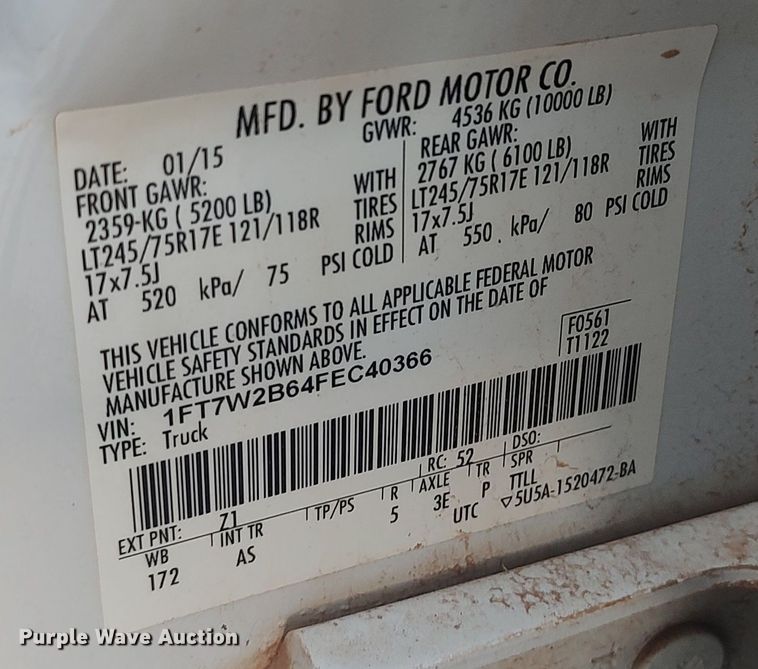 MFD. BY FORD MOTOR CO.
DATE: 01/15 GVWR: 4536 KG (10000 LB)
FRONT GAWR: REAR GAWR:
2359-KG ( 5200 LB) WITH 2767 KG ( 6100 LB) WITH
LT245/75R17E 121/118R TIRES LT245/75R17E 121/118R TIRES
17x7.5J RIMS 17x7.5J RIMS
AT 520 kPa/ 75 PSI COLD AT 550 kPa/ 80 PSI COLD
THIS VEHICLE CONFORMS TO ALL APPLICABLE FEDERAL MOTOR
VEHICLE SAFETY STANDARDS IN EFFECT ON THE DATE OF
MANUFACTURE SHOWN ABOVE.
VIN: 1FT7W2B64FEC40366 F0561
TYPE: Truck T1122
EXT PNT: Z1 RC: 52 DSO:
WB INT TR TP/PS R AXLE TR SPR
172 AS 5 3E P TTLL
UTC ▽5U5A-1520472-BA
Purple Wave Auction